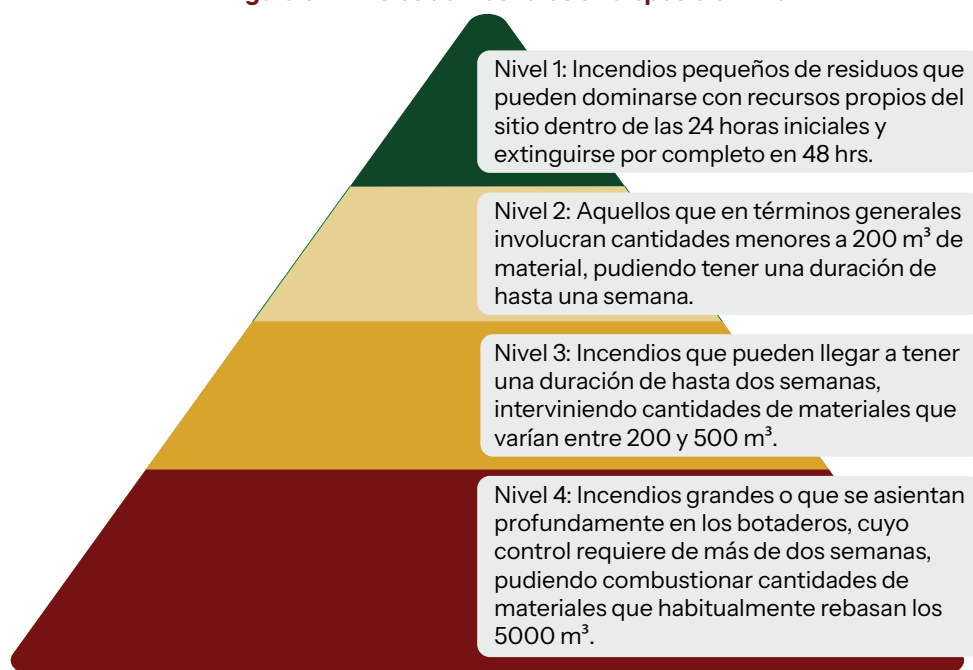 Nivel 1: Incendios pequeños de residuos que
pueden dominarse con recursos propios del
sitio dentro de las 24 horas iniciales y
extinguirse por completo en 48 hrs.
Nivel 2: Aquellos que en términos generales
involucran cantidades menores a 200 m³ de
material, pudiendo tener una duración de
hasta una semana.
Nivel 3: Incendios que pueden llegar a tener
una duración de hasta dos semanas,
interviniendo cantidades de materiales que
varían entre 200 y 500 m³.
Nivel 4: Incendios grandes o que se asientan
profundamente en los botaderos, cuyo
control requiere de más de dos semanas,
pudiendo combustionar cantidades de
materiales que habitualmente rebasan los
5000 m³.